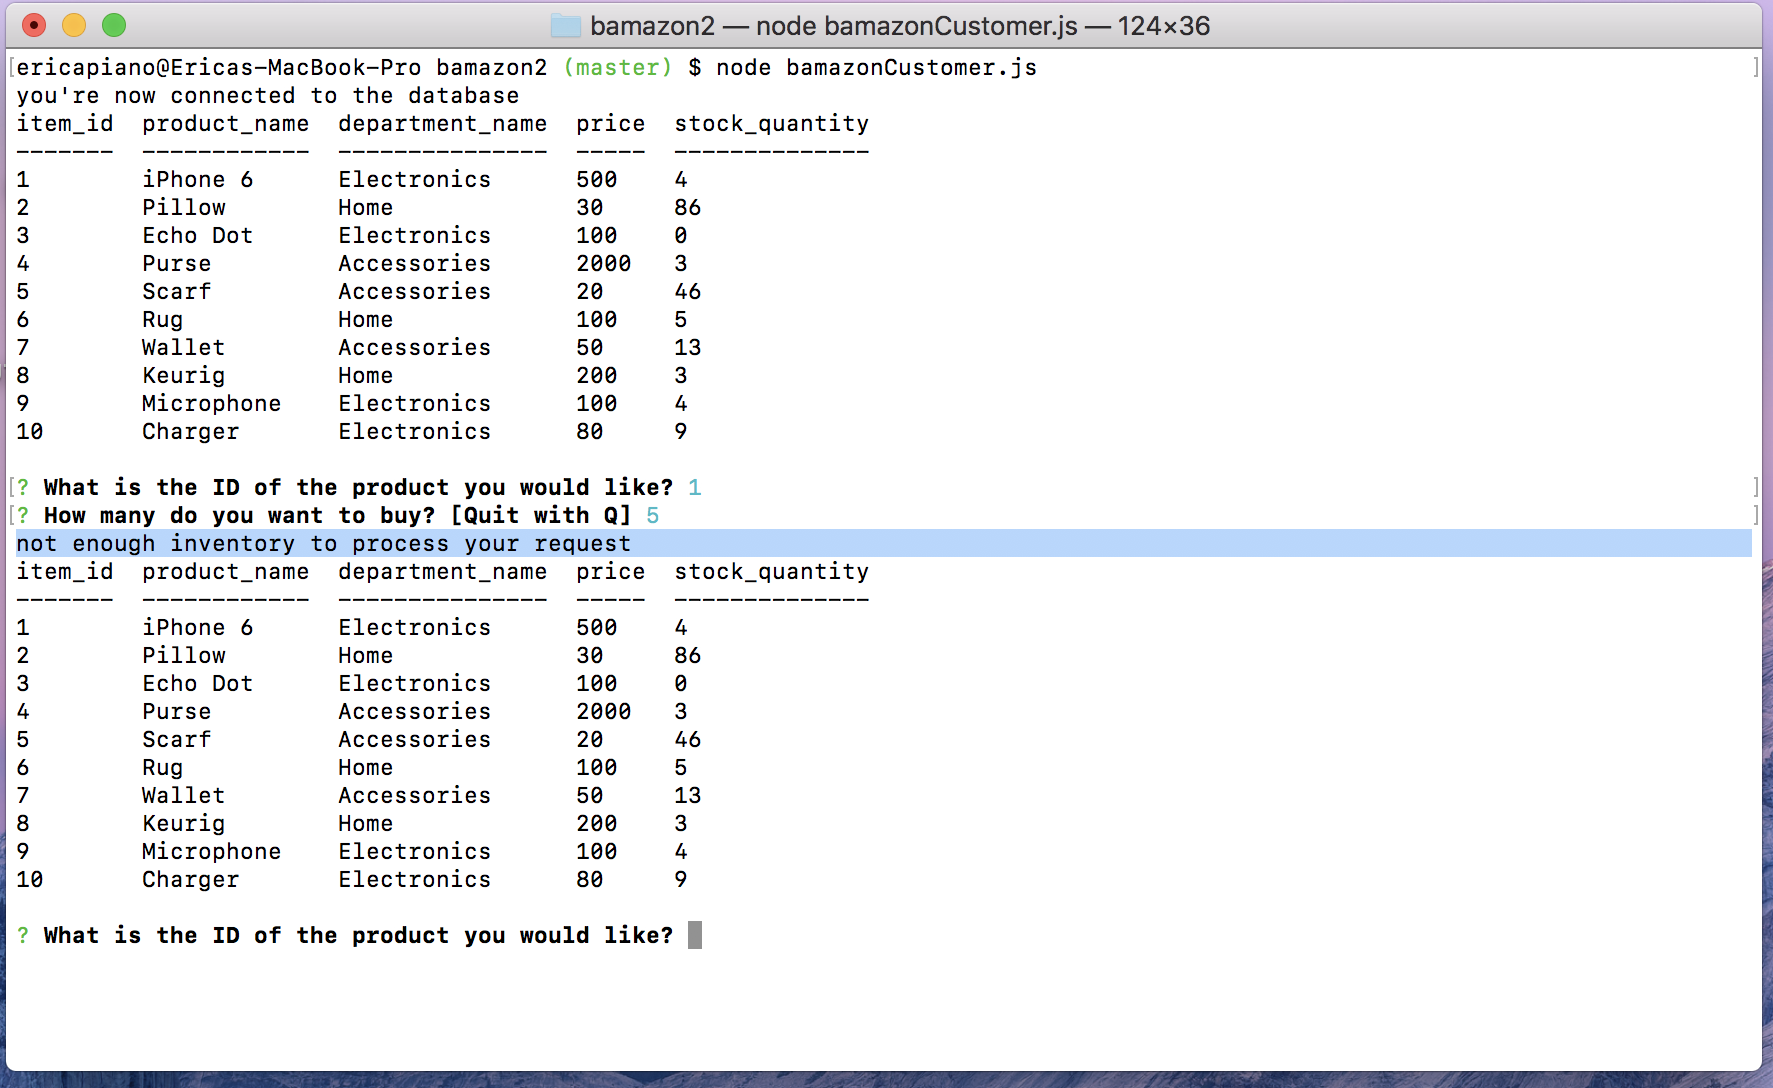 bamazon2 — node bamazonCustomer.js — 124×36
[ericapiano@Ericas-MacBook-Pro bamazon2 (master) $ node bamazonCustomer.js ]
you're now connected to the database
item_id  product_name  department_name  price  stock_quantity
-------  ------------  ---------------  -----  --------------
1        iPhone 6      Electronics      500    4
2        Pillow        Home             30     86
3        Echo Dot      Electronics      100    0
4        Purse         Accessories      2000   3
5        Scarf         Accessories      20     46
6        Rug           Home             100    5
7        Wallet        Accessories      50     13
8        Keurig        Home             200    3
9        Microphone    Electronics      100    4
10       Charger       Electronics      80     9
[? What is the ID of the product you would like? 1 ]
[? How many do you want to buy? [Quit with Q] 5 ]
not enough inventory to process your request
item_id  product_name  department_name  price  stock_quantity
-------  ------------  ---------------  -----  --------------
1        iPhone 6      Electronics      500    4
2        Pillow        Home             30     86
3        Echo Dot      Electronics      100    0
4        Purse         Accessories      2000   3
5        Scarf         Accessories      20     46
6        Rug           Home             100    5
7        Wallet        Accessories      50     13
8        Keurig        Home             200    3
9        Microphone    Electronics      100    4
10       Charger       Electronics      80     9
? What is the ID of the product you would like?